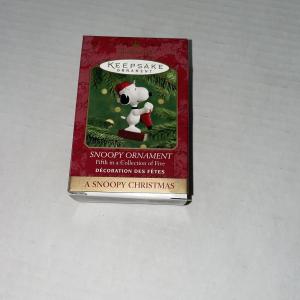 KEEPSAKE
ORNAMENT
SNOOPY ORNAMENT
Fifth in a Collection of Five
DÉCORATION DES FÊTES
A SNOOPY CHRISTMAS